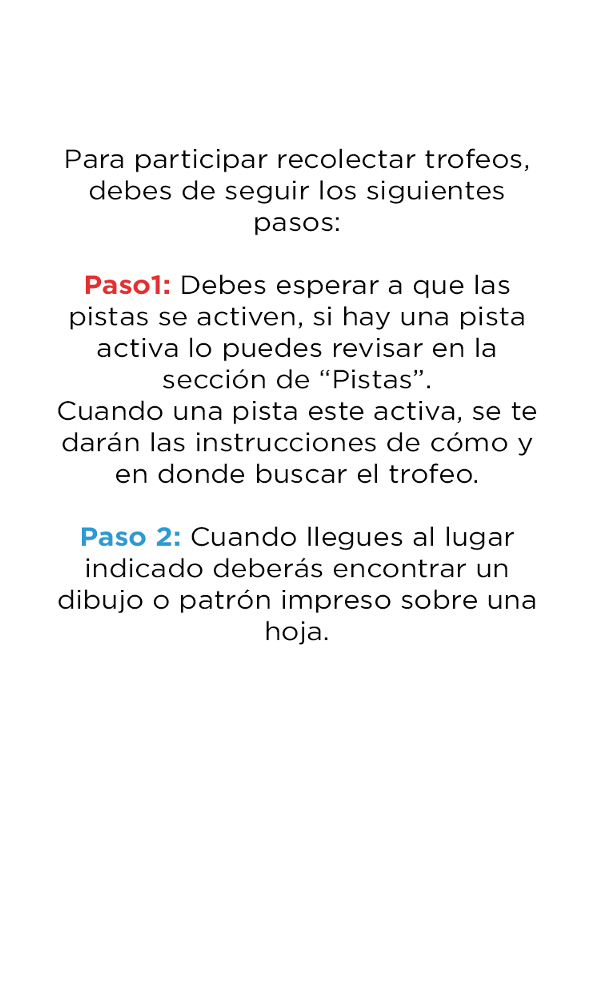 Para participar recolectar trofeos,
debes de seguir los siguientes
pasos:
Paso1: Debes esperar a que las
pistas se activen, si hay una pista
activa lo puedes revisar en la
sección de “Pistas”.
Cuando una pista este activa, se te
darán las instrucciones de cómo y
en donde buscar el trofeo.
Paso 2: Cuando llegues al lugar
indicado deberás encontrar un
dibujo o patrón impreso sobre una
hoja.